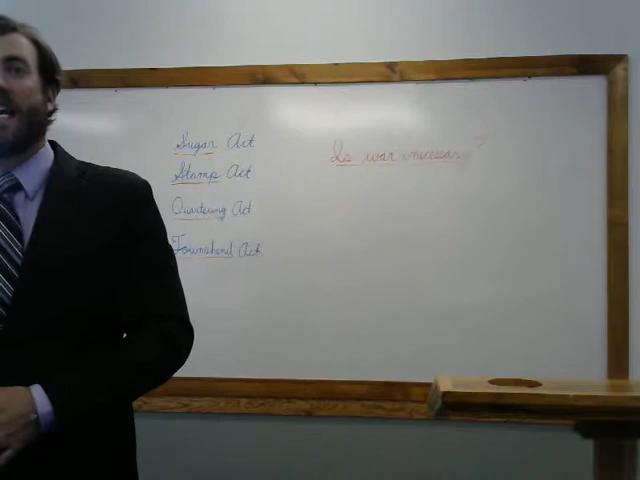 Sugar Act
Stamp Act
Quartering Act
Townshend Act
Is war necessary?